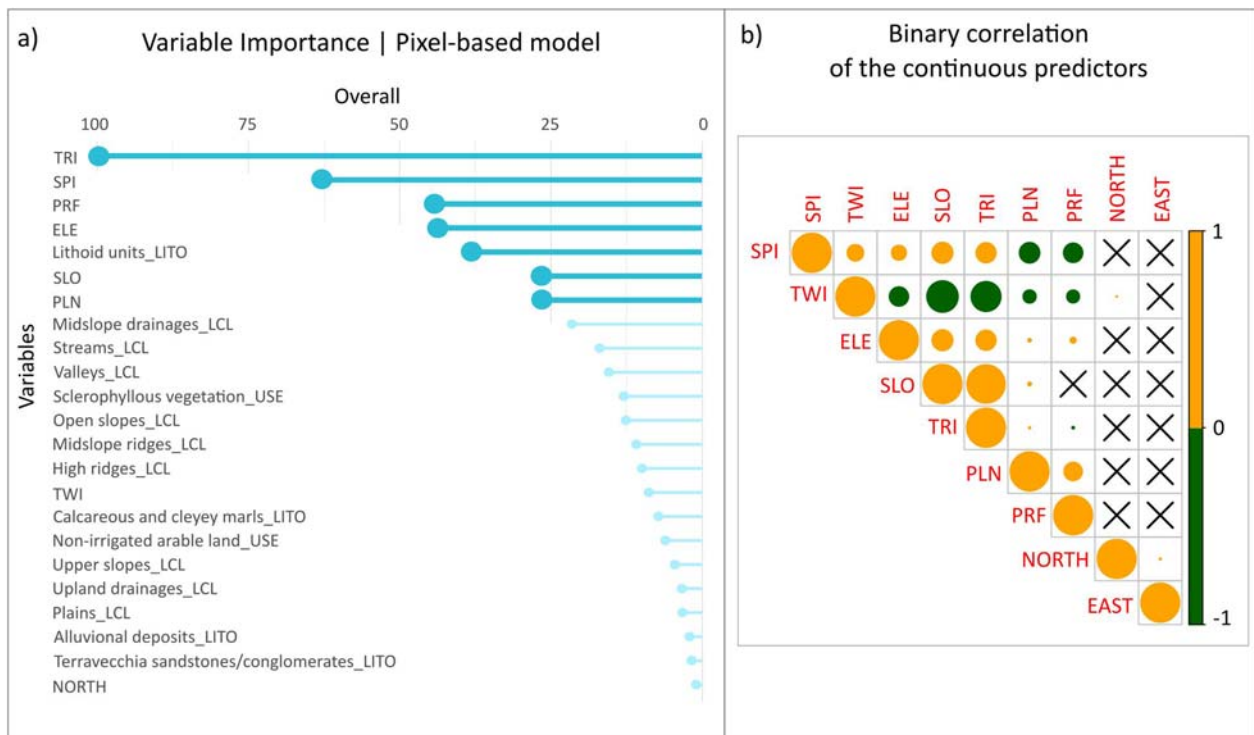 a)
Variable Importance | Pixel-based model
Overall
100 75 50 25 0
Variables
TRI
SPI
PRF
ELE
Lithoid units_LITO
SLO
PLN
Midslope drainages_LCL
Streams_LCL
Valleys_LCL
Sclerophyllous vegetation_USE
Open slopes_LCL
Midslope ridges_LCL
High ridges_LCL
TWI
Calcareous and cleyey marls_LITO
Non-irrigated arable land_USE
Upper slopes_LCL
Upland drainages_LCL
Plains_LCL
Alluvional deposits_LITO
Terravecchia sandstones/conglomerates_LITO
NORTH
b)
Binary correlation
of the continuous predictors
SPI TWI ELE SLO TRI PLN PRF NORTH EAST
SPI
TWI
ELE
SLO
TRI
PLN
PRF
NORTH
EAST
1
0
-1